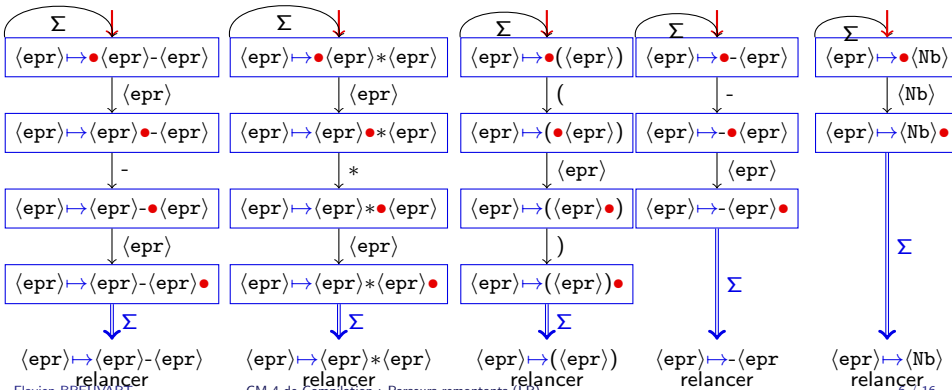 Σ Σ Σ Σ Σ
⟨epr⟩↦●⟨epr⟩-⟨epr⟩ ⟨epr⟩↦●⟨epr⟩*⟨epr⟩ ⟨epr⟩↦●(⟨epr⟩) ⟨epr⟩↦●-⟨epr⟩ ⟨epr⟩↦●⟨Nb⟩
⟨epr⟩ ⟨epr⟩ ( - ⟨Nb⟩
⟨epr⟩↦⟨epr⟩●-⟨epr⟩ ⟨epr⟩↦⟨epr⟩●*⟨epr⟩ ⟨epr⟩↦(●⟨epr⟩) ⟨epr⟩↦-●⟨epr⟩ ⟨epr⟩↦⟨Nb⟩●
- * ⟨epr⟩ ⟨epr⟩
⟨epr⟩↦⟨epr⟩-●⟨epr⟩ ⟨epr⟩↦⟨epr⟩*●⟨epr⟩ ⟨epr⟩↦(⟨epr⟩●) ⟨epr⟩↦-⟨epr⟩●
⟨epr⟩ ⟨epr⟩ ) Σ
⟨epr⟩↦⟨epr⟩-⟨epr⟩● ⟨epr⟩↦⟨epr⟩*⟨epr⟩● ⟨epr⟩↦(⟨epr⟩)● Σ
Σ Σ Σ
⟨epr⟩↦⟨epr⟩-⟨epr⟩ ⟨epr⟩↦⟨epr⟩*⟨epr⟩ ⟨epr⟩↦(⟨epr⟩) ⟨epr⟩↦-⟨epr ⟨epr⟩↦⟨Nb⟩
relancer relancer relancer relancer relancer